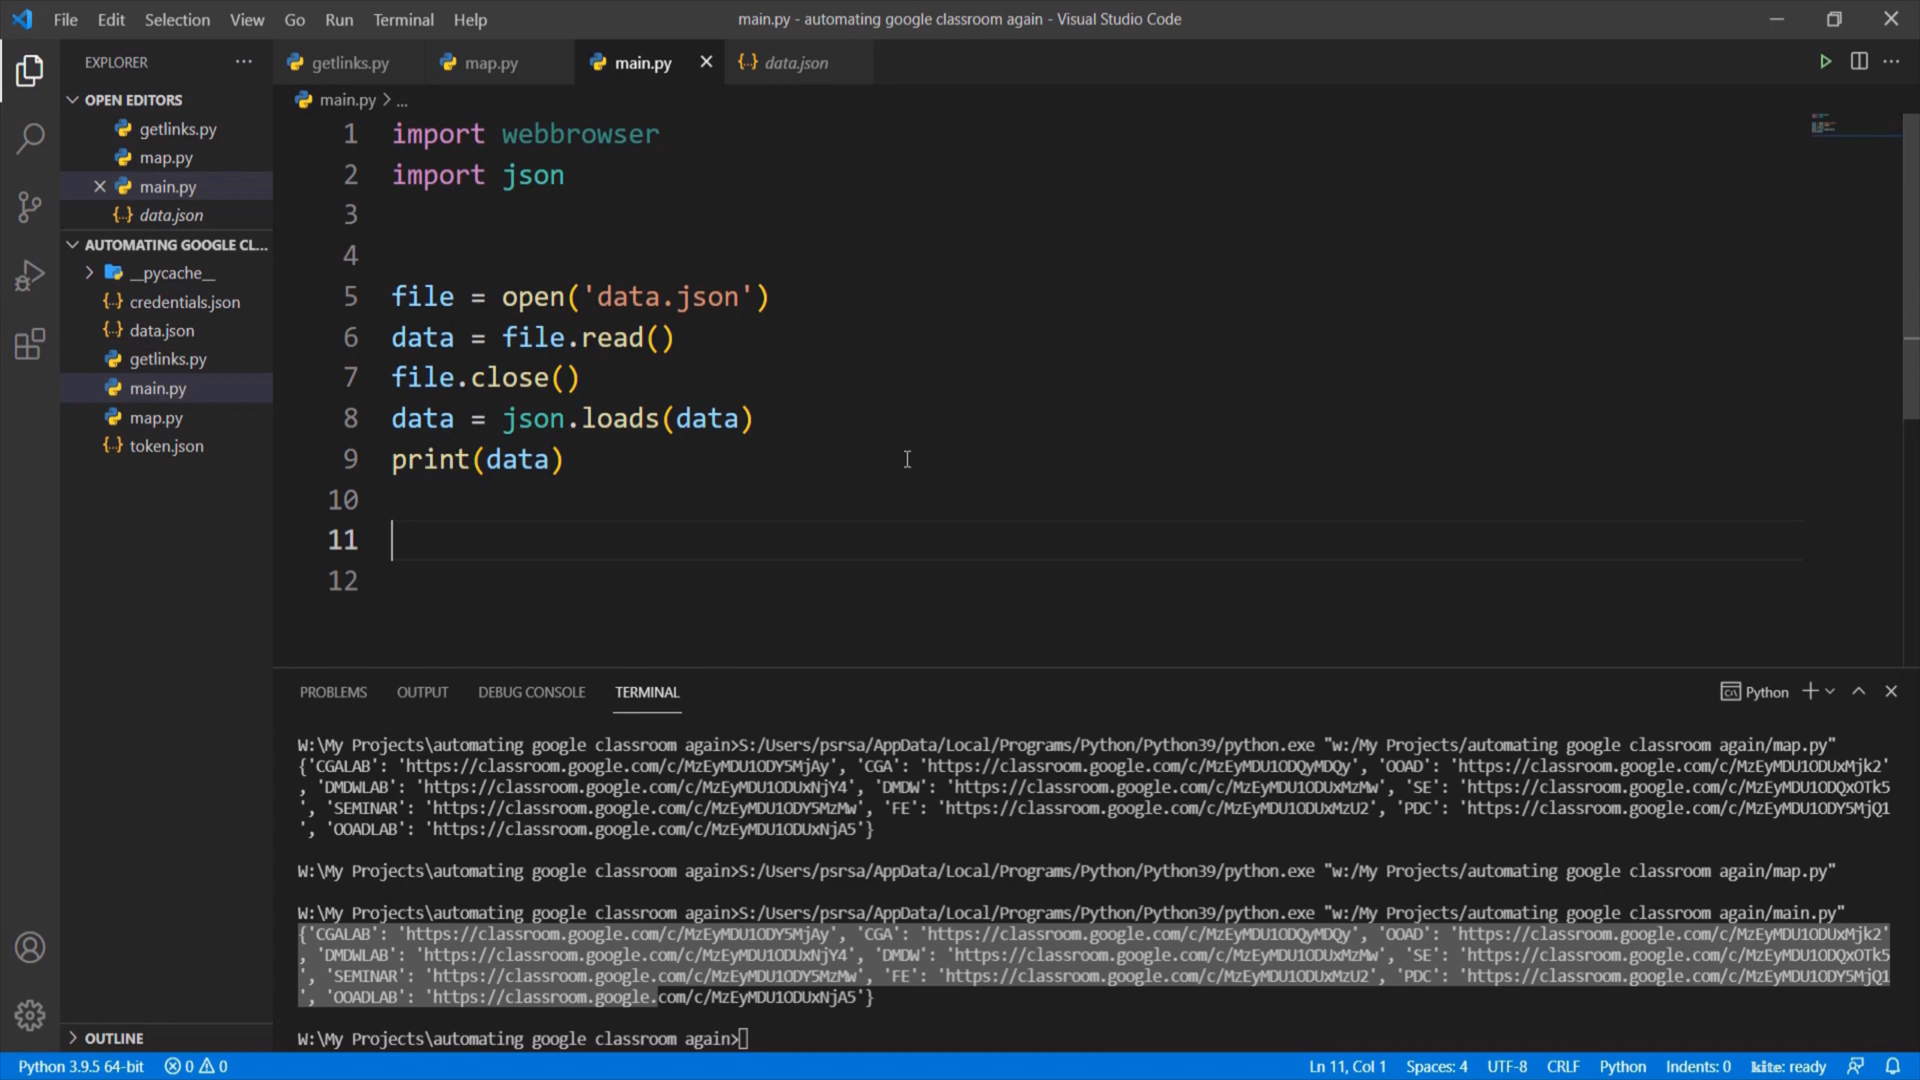 File Edit Selection View Go Run Terminal Help
main.py - automating google classroom again - Visual Studio Code
EXPLORER
getlinks.py map.py main.py data.json
OPEN EDITORS
getlinks.py
map.py
main.py
data.json
AUTOMATING GOOGLE CL...
__pycache__
credentials.json
data.json
getlinks.py
main.py
map.py
token.json
OUTLINE
main.py > ...
1 import webbrowser
2 import json
3
4
5 file = open('data.json')
6 data = file.read()
7 file.close()
8 data = json.loads(data)
9 print(data)
10
11
12
PROBLEMS OUTPUT DEBUG CONSOLE TERMINAL
Python
W:\My Projects\automating google classroom again>S:/Users/psrsa/AppData/Local/Programs/Python/Python39/python.exe "w:/My Projects/automating google classroom again/map.py"
{'CGALAB': 'https://classroom.google.com/c/MzEyMDU1ODY5MjAy', 'CGA': 'https://classroom.google.com/c/MzEyMDU1ODQyMDQy', 'OOAD': 'https://classroom.google.com/c/MzEyMDU1ODUxMjk2'
, 'DMDWLAB': 'https://classroom.google.com/c/MzEyMDU1ODUxNjY4', 'DMDW': 'https://classroom.google.com/c/MzEyMDU1ODUxMzMw', 'SE': 'https://classroom.google.com/c/MzEyMDU1ODQxOTk5
', 'SEMINAR': 'https://classroom.google.com/c/MzEyMDU1ODY5MzMw', 'FE': 'https://classroom.google.com/c/MzEyMDU1ODUxMzU2', 'PDC': 'https://classroom.google.com/c/MzEyMDU1ODY5MjQ1
', 'OOADLAB': 'https://classroom.google.com/c/MzEyMDU1ODUxNjA5'}
W:\My Projects\automating google classroom again>S:/Users/psrsa/AppData/Local/Programs/Python/Python39/python.exe "w:/My Projects/automating google classroom again/map.py"
W:\My Projects\automating google classroom again>S:/Users/psrsa/AppData/Local/Programs/Python/Python39/python.exe "w:/My Projects/automating google classroom again/main.py"
{'CGALAB': 'https://classroom.google.com/c/MzEyMDU1ODY5MjAy', 'CGA': 'https://classroom.google.com/c/MzEyMDU1ODQyMDQy', 'OOAD': 'https://classroom.google.com/c/MzEyMDU1ODUxMjk2'
, 'DMDWLAB': 'https://classroom.google.com/c/MzEyMDU1ODUxNjY4', 'DMDW': 'https://classroom.google.com/c/MzEyMDU1ODUxMzMw', 'SE': 'https://classroom.google.com/c/MzEyMDU1ODQxOTk5
', 'SEMINAR': 'https://classroom.google.com/c/MzEyMDU1ODY5MzMw', 'FE': 'https://classroom.google.com/c/MzEyMDU1ODUxMzU2', 'PDC': 'https://classroom.google.com/c/MzEyMDU1ODY5MjQ1
', 'OOADLAB': 'https://classroom.google.com/c/MzEyMDU1ODUxNjA5'}
W:\My Projects\automating google classroom again>
Python 3.9.5 64-bit 0 0 Ln 11, Col 1 Spaces: 4 UTF-8 CRLF Python Indents: 0 kite: ready